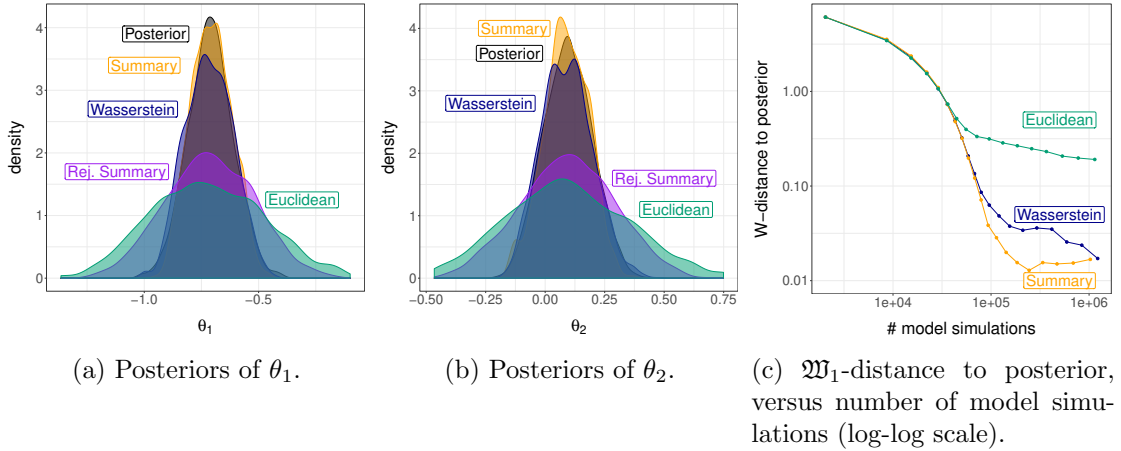 4
3
2
1
0
density
Posterior
Summary
Wasserstein
Rej. Summary
Euclidean
−1.0
−0.5
θ1
(a) Posteriors of θ1.
4
3
2
1
0
density
Summary
Posterior
Wasserstein
Rej. Summary
Euclidean
−0.50
−0.25
0.00
0.25
0.50
0.75
θ2
(b) Posteriors of θ2.
1.00
0.10
0.01
W−distance to posterior
Euclidean
Wasserstein
Summary
1e+04
1e+05
1e+06
# model simulations
(c) 𝔚1-distance to posterior,
versus number of model simu-
lations (log-log scale).